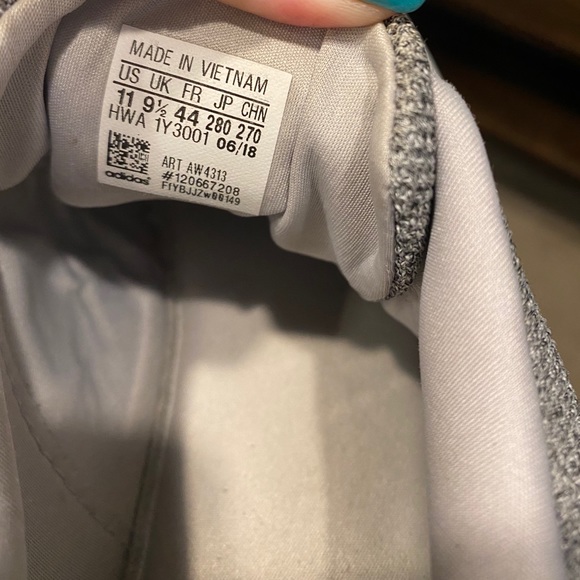 MADE IN VIETNAM
US UK FR JP CHN
11 9½ 44 280 270
HWA 1Y3001 06/18
ART AW4313
#120667208
adidas
F1YBJJZw00149